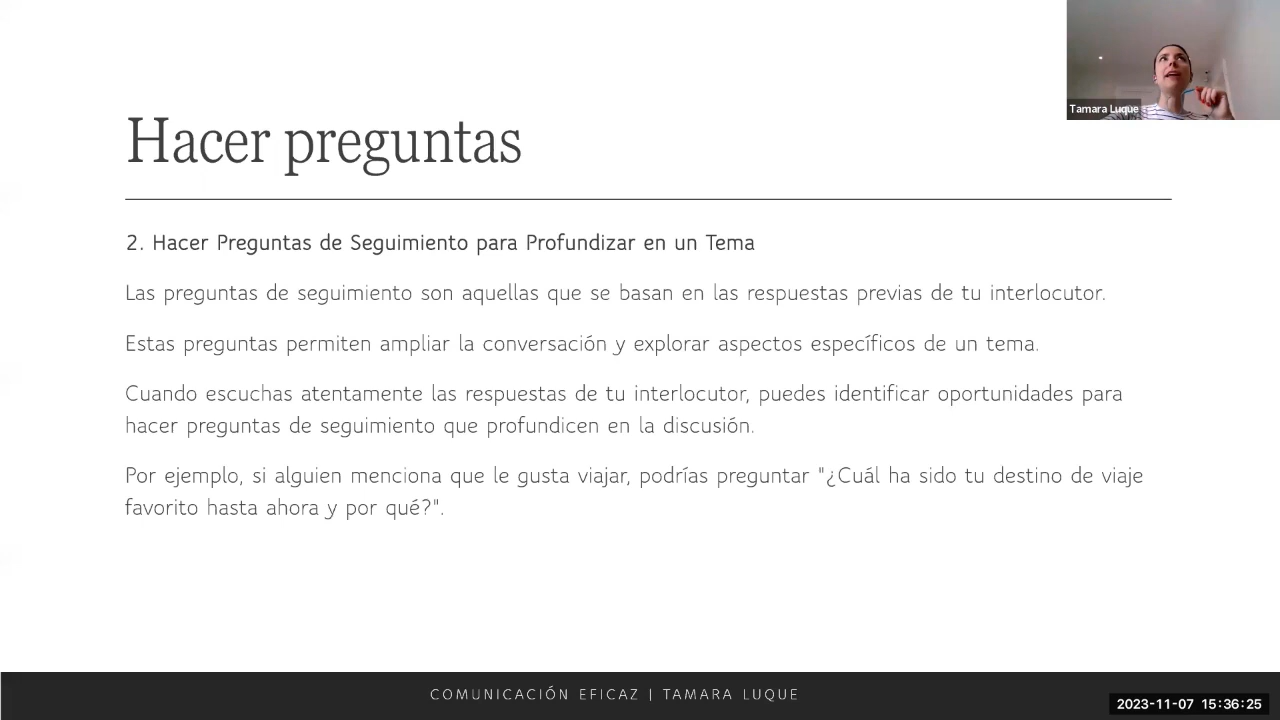 Tamara Luque
Hacer preguntas
2. Hacer Preguntas de Seguimiento para Profundizar en un Tema
Las preguntas de seguimiento son aquellas que se basan en las respuestas previas de tu interlocutor.
Estas preguntas permiten ampliar la conversación y explorar aspectos específicos de un tema.
Cuando escuchas atentamente las respuestas de tu interlocutor, puedes identificar oportunidades para
hacer preguntas de seguimiento que profundicen en la discusión.
Por ejemplo, si alguien menciona que le gusta viajar, podrías preguntar "¿Cuál ha sido tu destino de viaje
favorito hasta ahora y por qué?".
COMUNICACIÓN EFICAZ | TAMARA LUQUE
2023-11-07 15:36:25